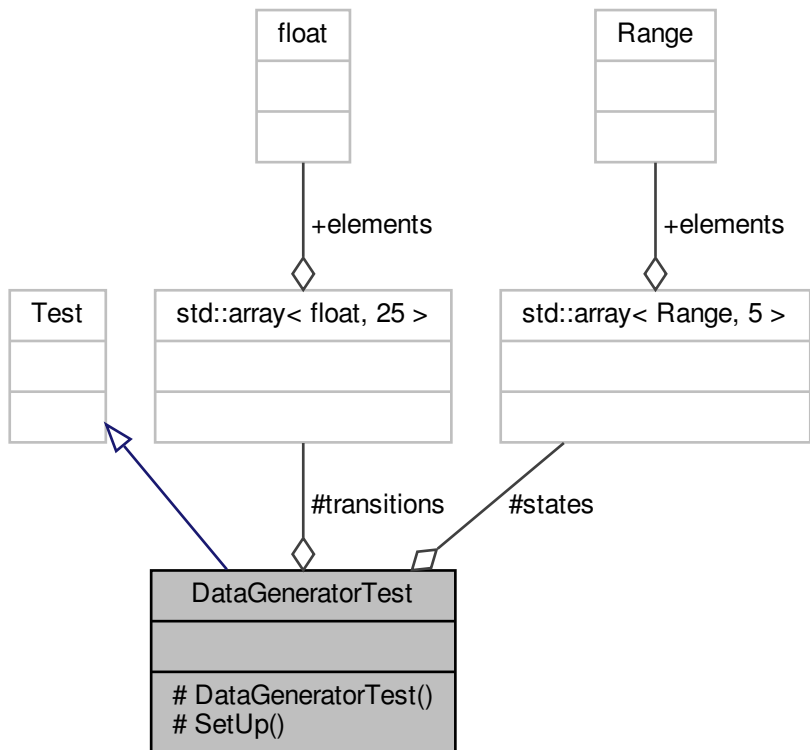 float
Range
+elements
+elements
Test
std::array< float, 25 >
std::array< Range, 5 >
#transitions
#states
DataGeneratorTest
# DataGeneratorTest()
# SetUp()